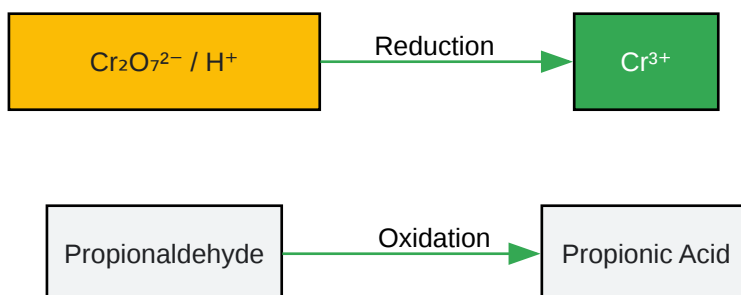 Cr₂O₇²⁻ / H⁺
Reduction
Cr³⁺
Propionaldehyde
Oxidation
Propionic Acid